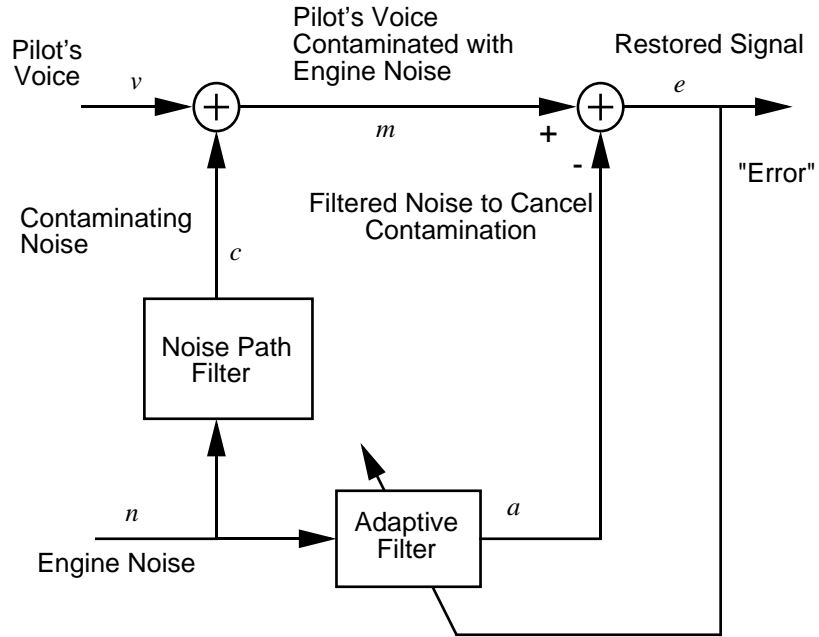 Pilot's
Voice
v
+
Pilot's Voice
Contaminated with
Engine Noise
m
Restored Signal
+
e
+
-
"Error"
Contaminating
Noise
c
Filtered Noise to Cancel
Contamination
Noise Path
Filter
n
Engine Noise
Adaptive
Filter
a